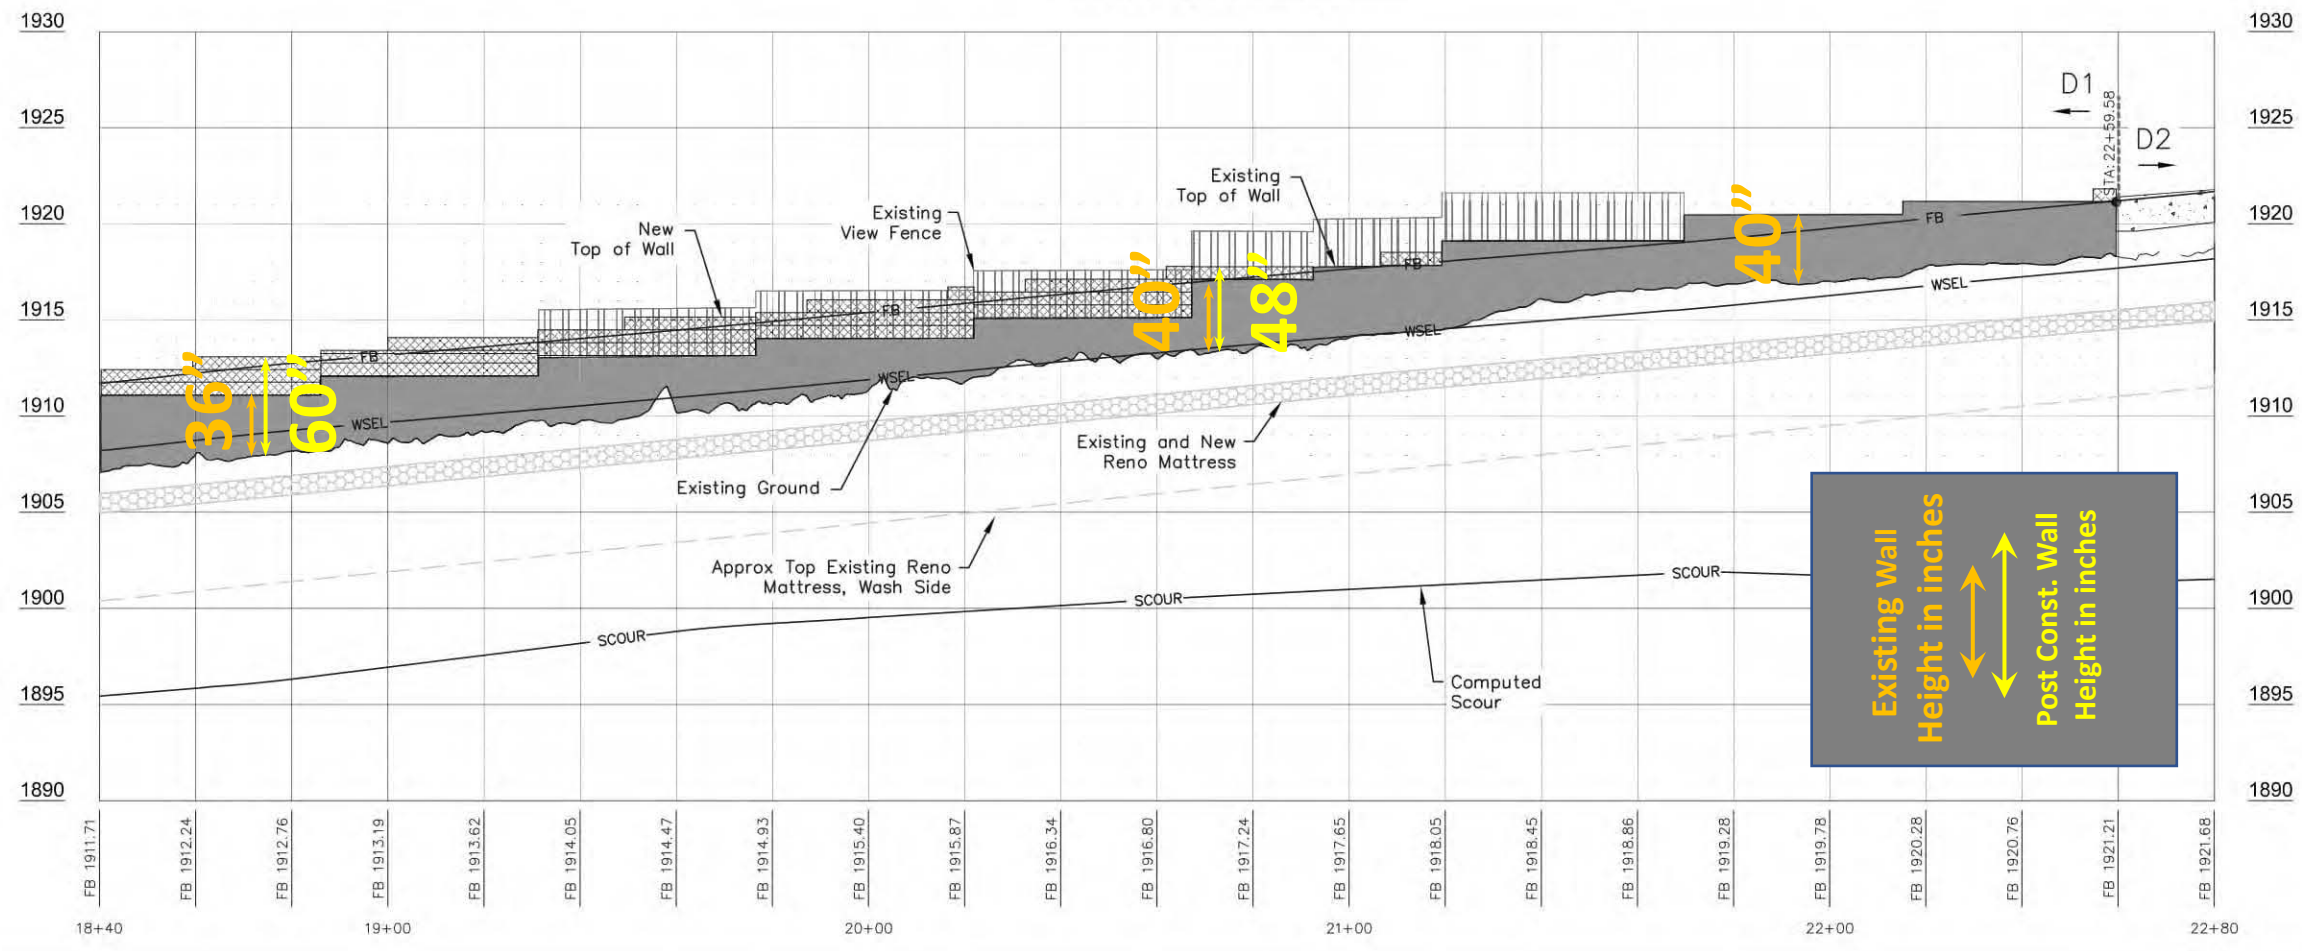 1930
1930
1925
1925
D1
STA: 22+59.58
D2
Existing
Top of Wall
1920
1920
Existing
View Fence
New
Top of Wall
FB
FB
FB
FB
40”
40”
48”
36”
60”
1915
1915
WSEL
WSEL
WSEL
WSEL
1910
1910
Existing and New
Reno Mattress
Existing Ground
1905
1905
Approx Top Existing Reno
Mattress, Wash Side
1900
1900
SCOUR
SCOUR
SCOUR
Computed
Scour
1895
1895
1890
1890
Existing Wall
Height in inches
Post Const. Wall
Height in inches
FB 1911.71
FB 1912.24
FB 1912.76
FB 1913.19
FB 1913.62
FB 1914.05
FB 1914.47
FB 1914.93
FB 1915.40
FB 1915.87
FB 1916.34
FB 1916.80
FB 1917.24
FB 1917.65
FB 1918.05
FB 1918.45
FB 1918.86
FB 1919.28
FB 1919.78
FB 1920.28
FB 1920.76
FB 1921.21
FB 1921.68
18+40
19+00
20+00
21+00
22+00
22+80